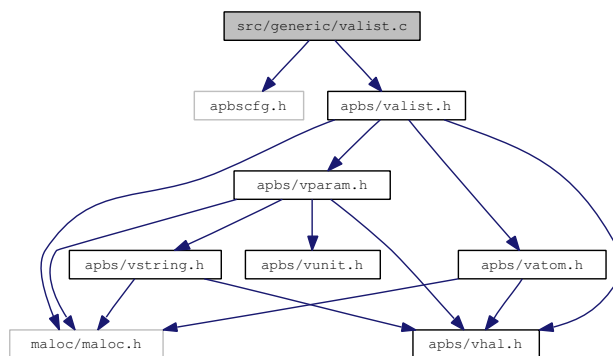 src/generic/valist.c
apbscfg.h
apbs/valist.h
apbs/vparam.h
apbs/vstring.h
apbs/vunit.h
apbs/vatom.h
maloc/maloc.h
apbs/vhal.h